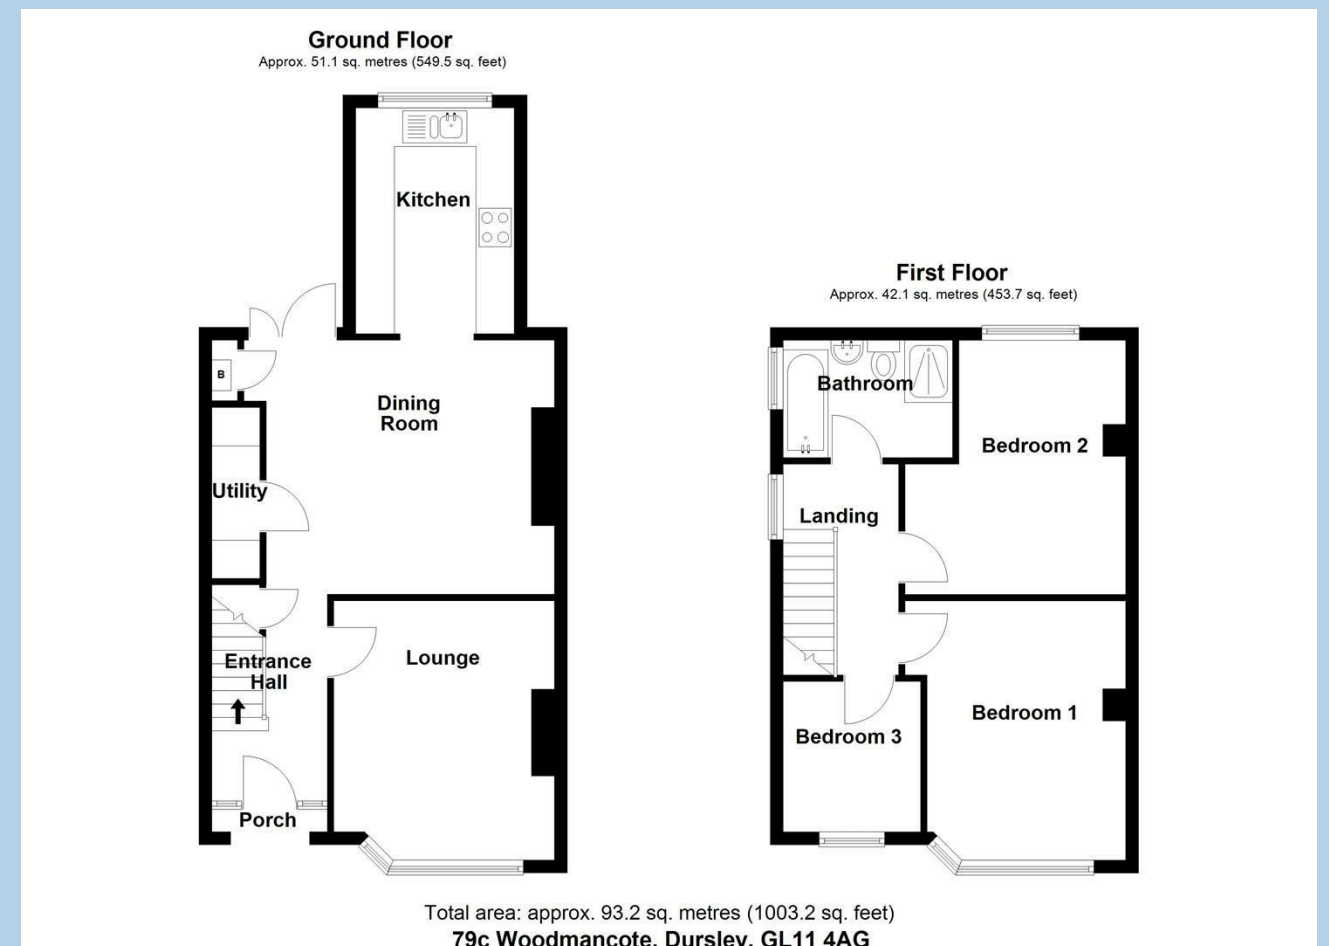 Ground Floor
Approx. 51.1 sq. metres (549.5 sq. feet)
Kitchen
B
Dining
Room
Utility
Entrance
Hall
Lounge
Porch
First Floor
Approx. 42.1 sq. metres (453.7 sq. feet)
Bathroom
Bedroom 2
Landing
Bedroom 1
Bedroom 3
Total area: approx. 93.2 sq. metres (1003.2 sq. feet)
79c Woodmancote, Dursley, GL11 4AG